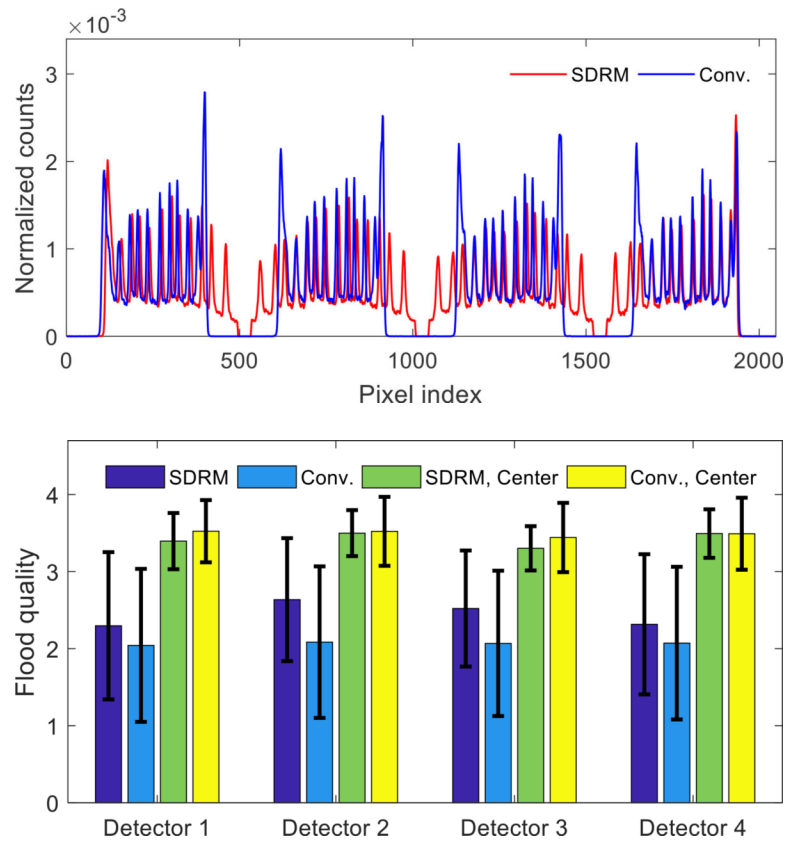 ×10⁻³
3
2
1
0
Normalized counts
SDRM Conv.
0 500 1000 1500 2000
Pixel index
4
3
2
1
0
Flood quality
SDRM Conv. SDRM, Center Conv., Center
Detector 1 Detector 2 Detector 3 Detector 4